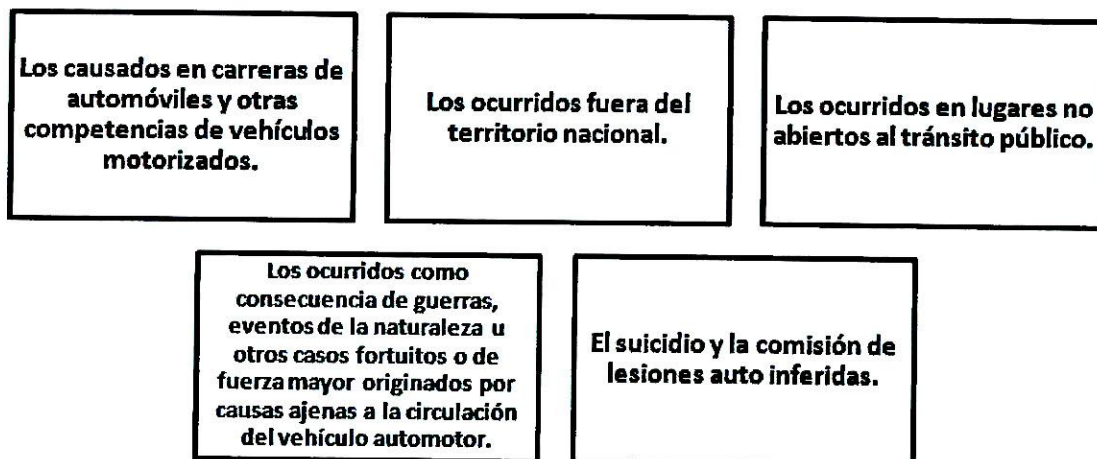 Los causados en carreras de
automóviles y otras
competencias de vehículos
motorizados.
Los ocurridos fuera del
territorio nacional.
Los ocurridos en lugares no
abiertos al tránsito público.
Los ocurridos como
consecuencia de guerras,
eventos de la naturaleza u
otros casos fortuitos o de
fuerza mayor originados por
causas ajenas a la circulación
del vehículo automotor.
El suicidio y la comisión de
lesiones auto inferidas.